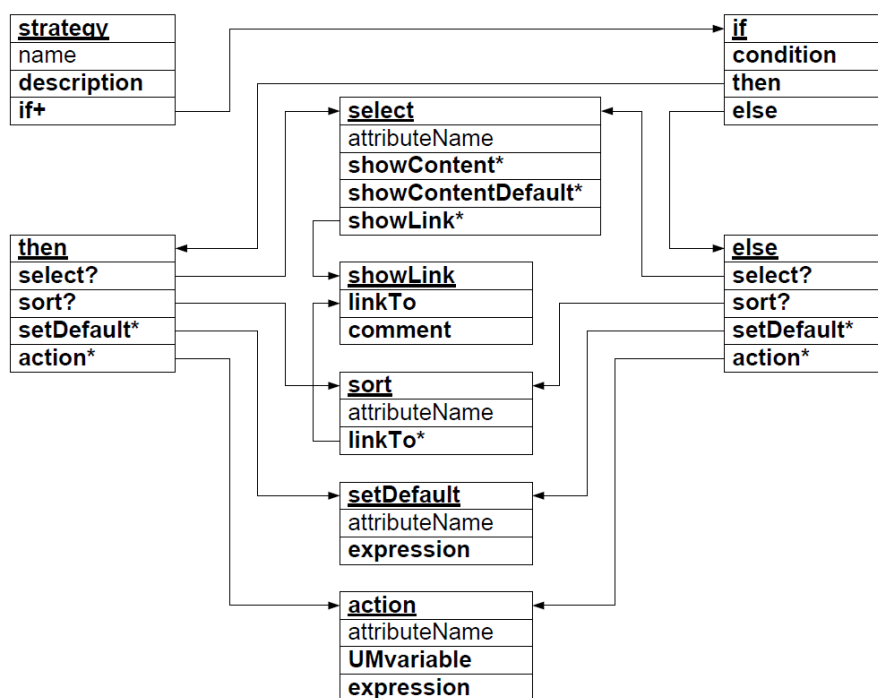 strategy
name
description
if+
if
condition
then
else
select
attributeName
showContent*
showContentDefault*
showLink*
then
select?
sort?
setDefault*
action*
showLink
linkTo
comment
else
select?
sort?
setDefault*
action*
sort
attributeName
linkTo*
setDefault
attributeName
expression
action
attributeName
UMvariable
expression